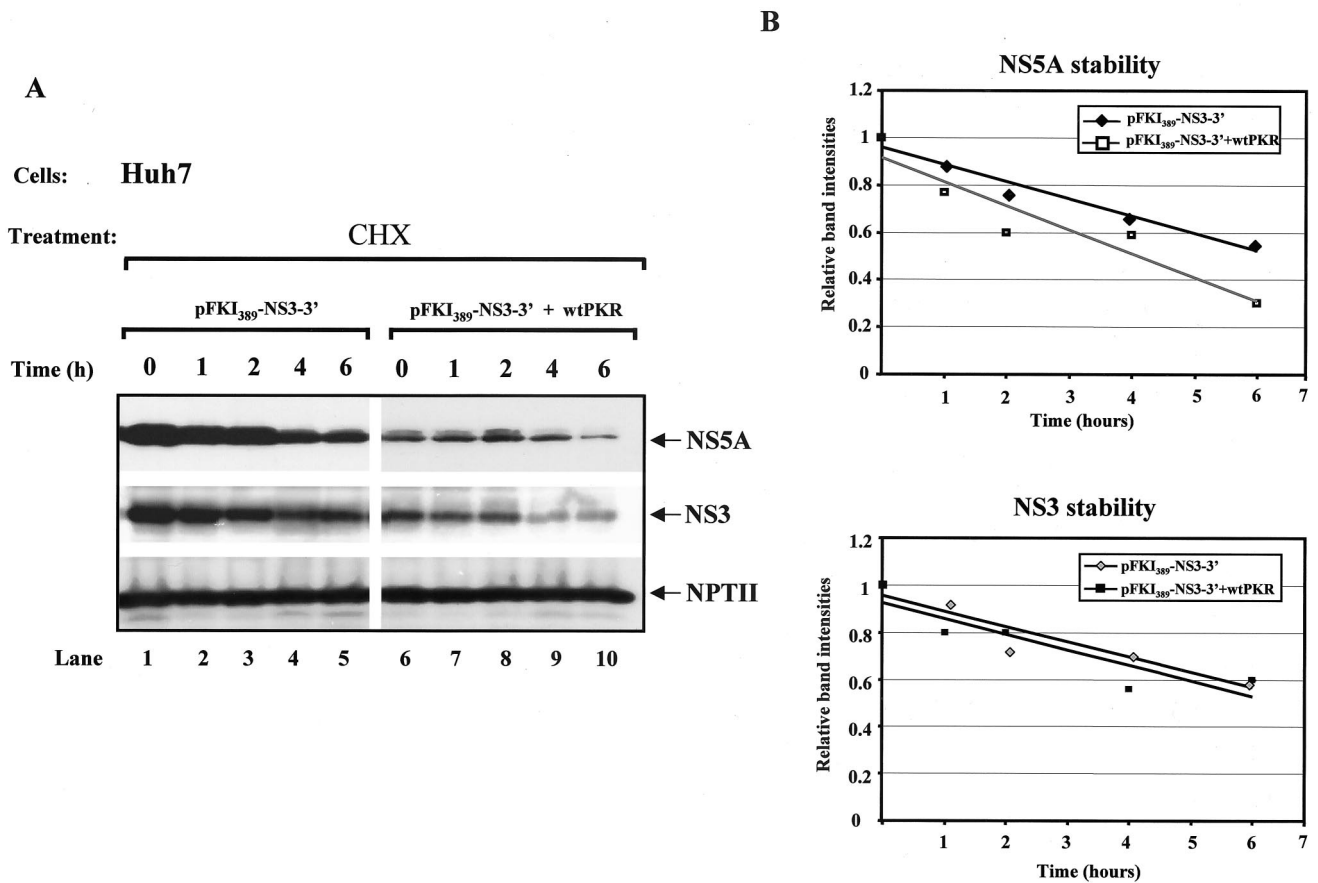 A
Cells: Huh7
Treatment: CHX
pFKI389-NS3-3’ pFKI389-NS3-3’ + wtPKR
Time (h) 0 1 2 4 6 0 1 2 4 6
NS5A
NS3
NPTII
Lane 1 2 3 4 5 6 7 8 9 10
B
NS5A stability
pFKI389-NS3-3’
pFKI389-NS3-3’+wtPKR
Relative band intensities
1.2
1
0.8
0.6
0.4
0.2
0
1 2 3 4 5 6 7
Time (hours)
NS3 stability
pFKI389-NS3-3’
pFKI389-NS3-3’+wtPKR
Relative band intensities
1.2
1
0.8
0.6
0.4
0.2
0
1 2 3 4 5 6 7
Time (hours)